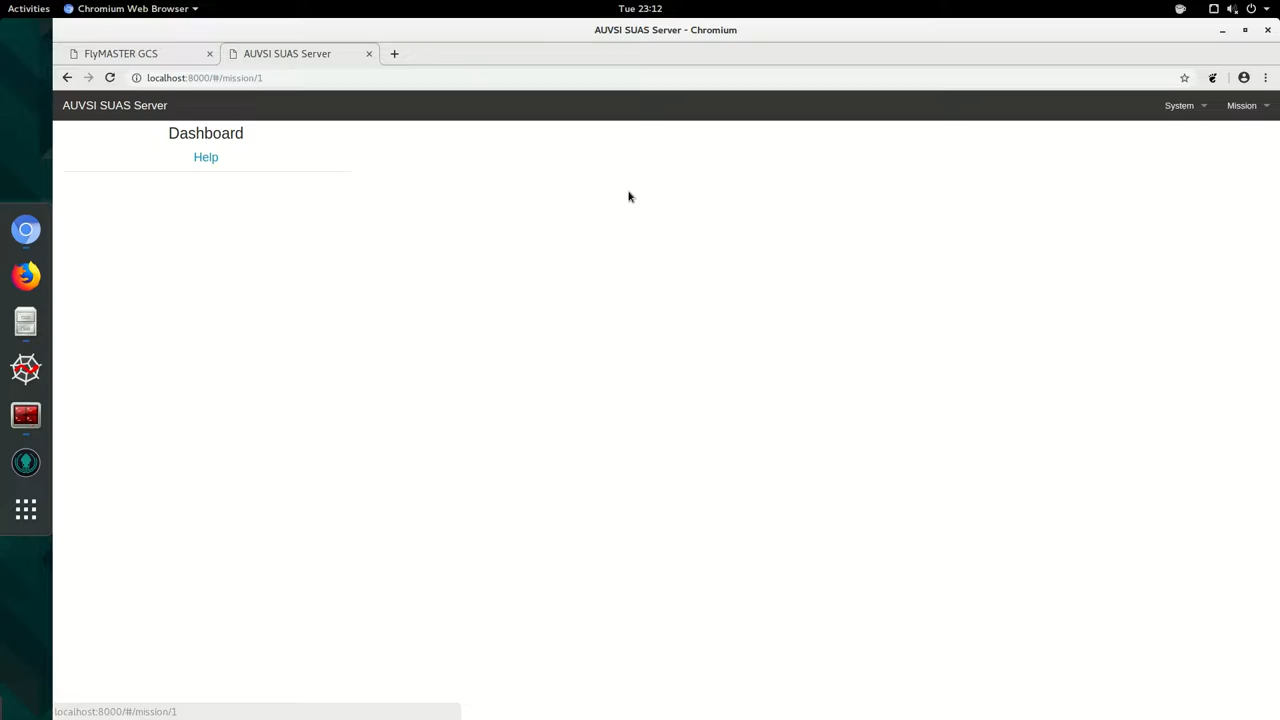 Activities Chromium Web Browser Tue 23:12
AUVSI SUAS Server - Chromium
FlyMASTER GCS AUVSI SUAS Server
localhost:8000/#/mission/1
AUVSI SUAS Server System Mission
Dashboard
Help
localhost:8000/#/mission/1